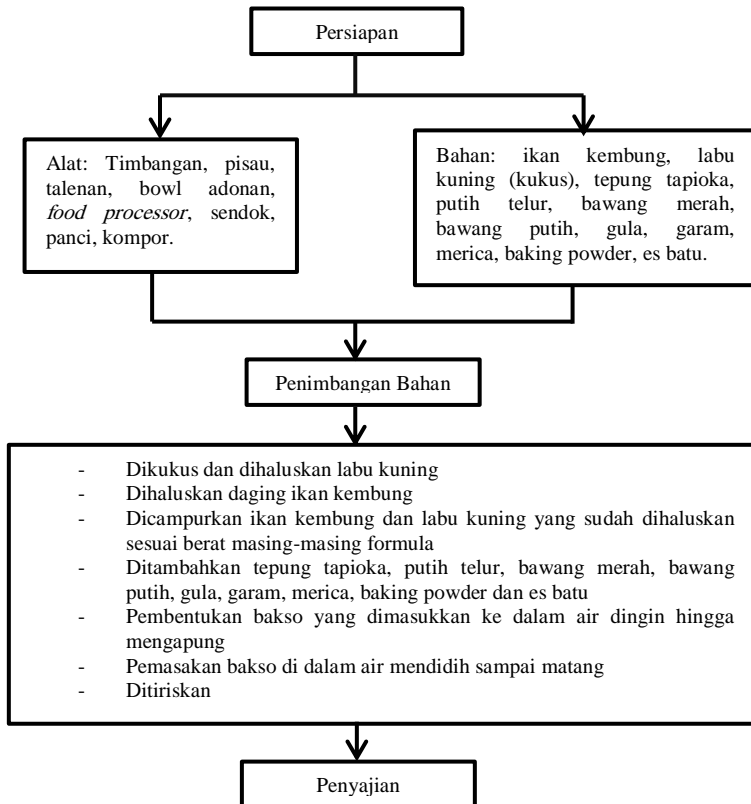 Persiapan
Alat: Timbangan, pisau,
talenan, bowl adonan,
food processor, sendok,
panci, kompor.
Bahan: ikan kembung, labu
kuning (kukus), tepung tapioka,
putih telur, bawang merah,
bawang putih, gula, garam,
merica, baking powder, es batu.
Penimbangan Bahan
- Dikukus dan dihaluskan labu kuning
- Dihaluskan daging ikan kembung
- Dicampurkan ikan kembung dan labu kuning yang sudah dihaluskan
sesuai berat masing-masing formula
- Ditambahkan tepung tapioka, putih telur, bawang merah, bawang
putih, gula, garam, merica, baking powder dan es batu
- Pembentukan bakso yang dimasukkan ke dalam air dingin hingga
mengapung
- Pemasakan bakso di dalam air mendidih sampai matang
- Ditiriskan
Penyajian